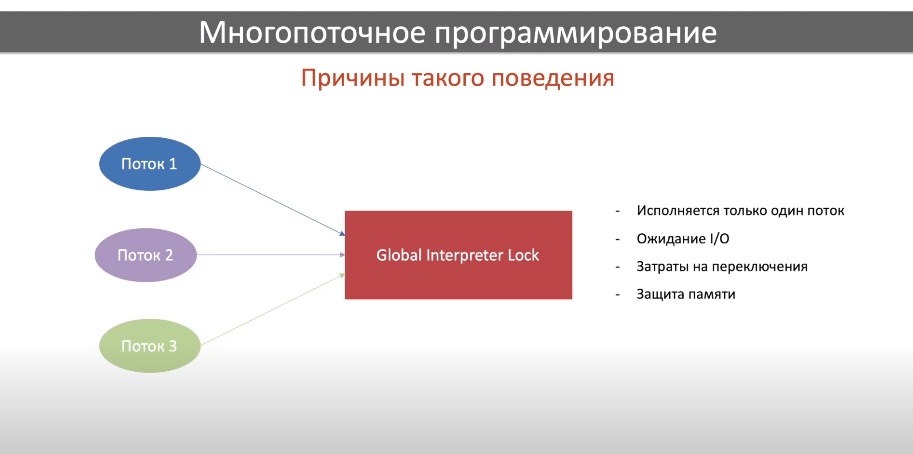 Многопоточное программирование
Причины такого поведения
Поток 1
Поток 2
Поток 3
Global Interpreter Lock
- Исполняется только один поток
- Ожидание I/O
- Затраты на переключения
- Защита памяти